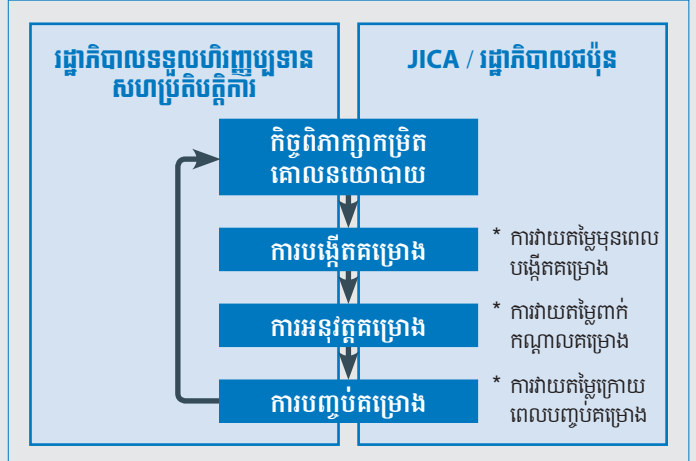 រដ្ឋាភិបាលទទួលហិរញ្ញប្បទាន
សហប្រតិបត្តិការ
JICA / រដ្ឋាភិបាលជប៉ុន
កិច្ចពិភាក្សាកម្រិត
គោលនយោបាយ
ការបង្កើតគម្រោង
* ការវាយតម្លៃមុនពេល
បង្កើតគម្រោង
ការអនុវត្តគម្រោង
* ការវាយតម្លៃពាក់
កណ្តាលគម្រោង
ការបញ្ចប់គម្រោង
* ការវាយតម្លៃក្រោយ
ពេលបញ្ចប់គម្រោង